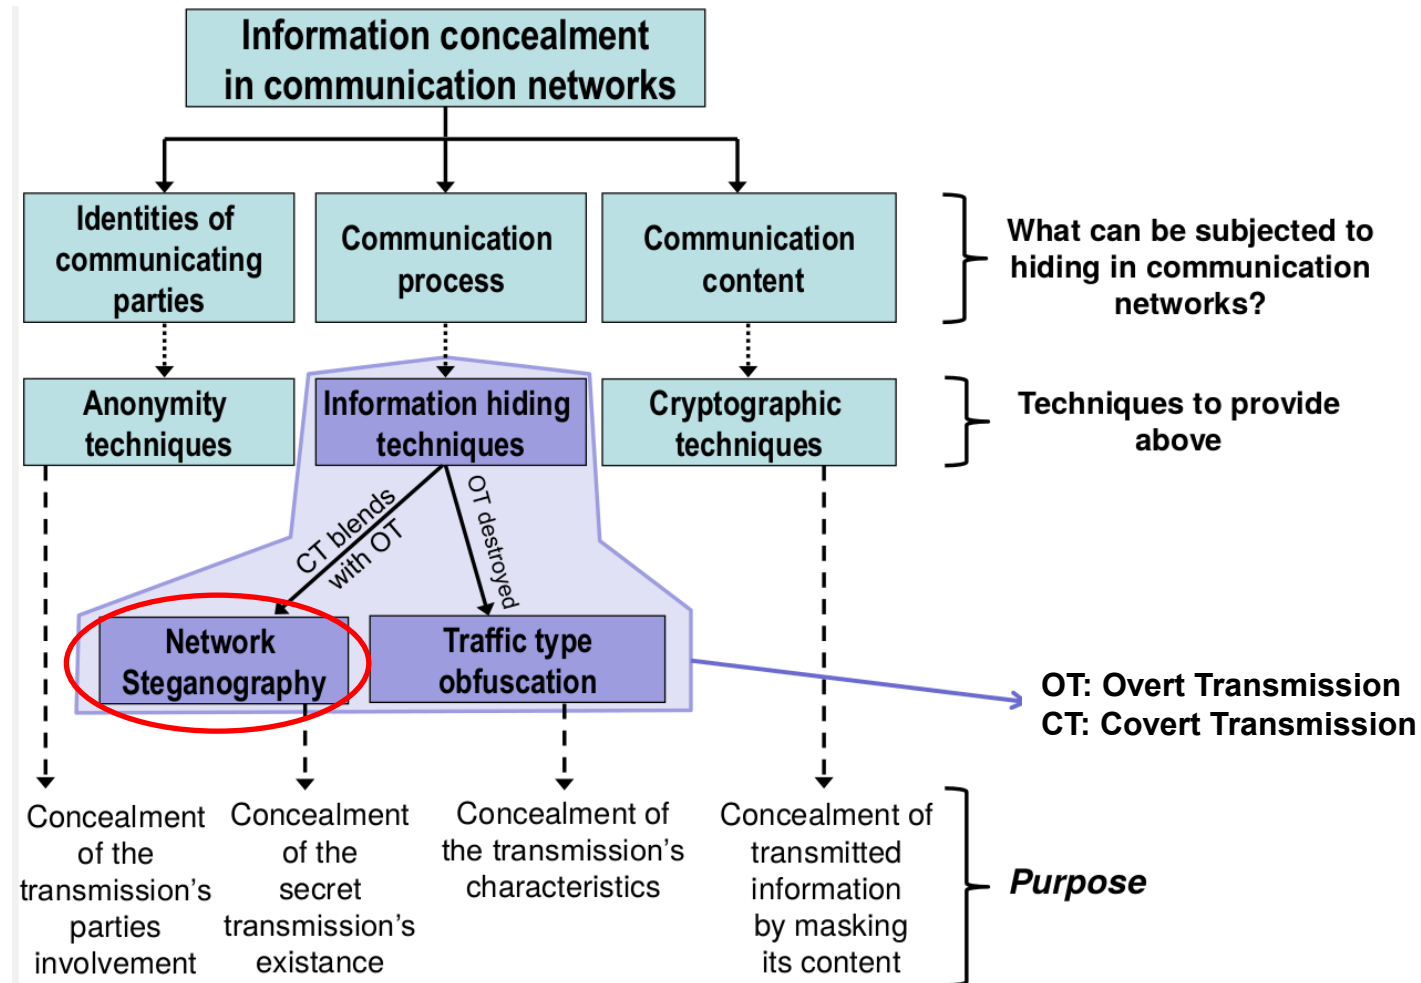 Information concealment
in communication networks
Identities of
communicating
parties
Communication
process
Communication
content
What can be subjected to
hiding in communication
networks?
Anonymity
techniques
Information hiding
techniques
Cryptographic
techniques
Techniques to provide
above
CT blends
with OT
OT destroyed
Network
Steganography
Traffic type
obfuscation
OT: Overt Transmission
CT: Covert Transmission
Concealment
of the
transmission's
parties
involvement
Concealment
of the
secret
transmission's
existance
Concealment of
the transmission's
characteristics
Concealment of
transmitted
information
by masking
its content
Purpose